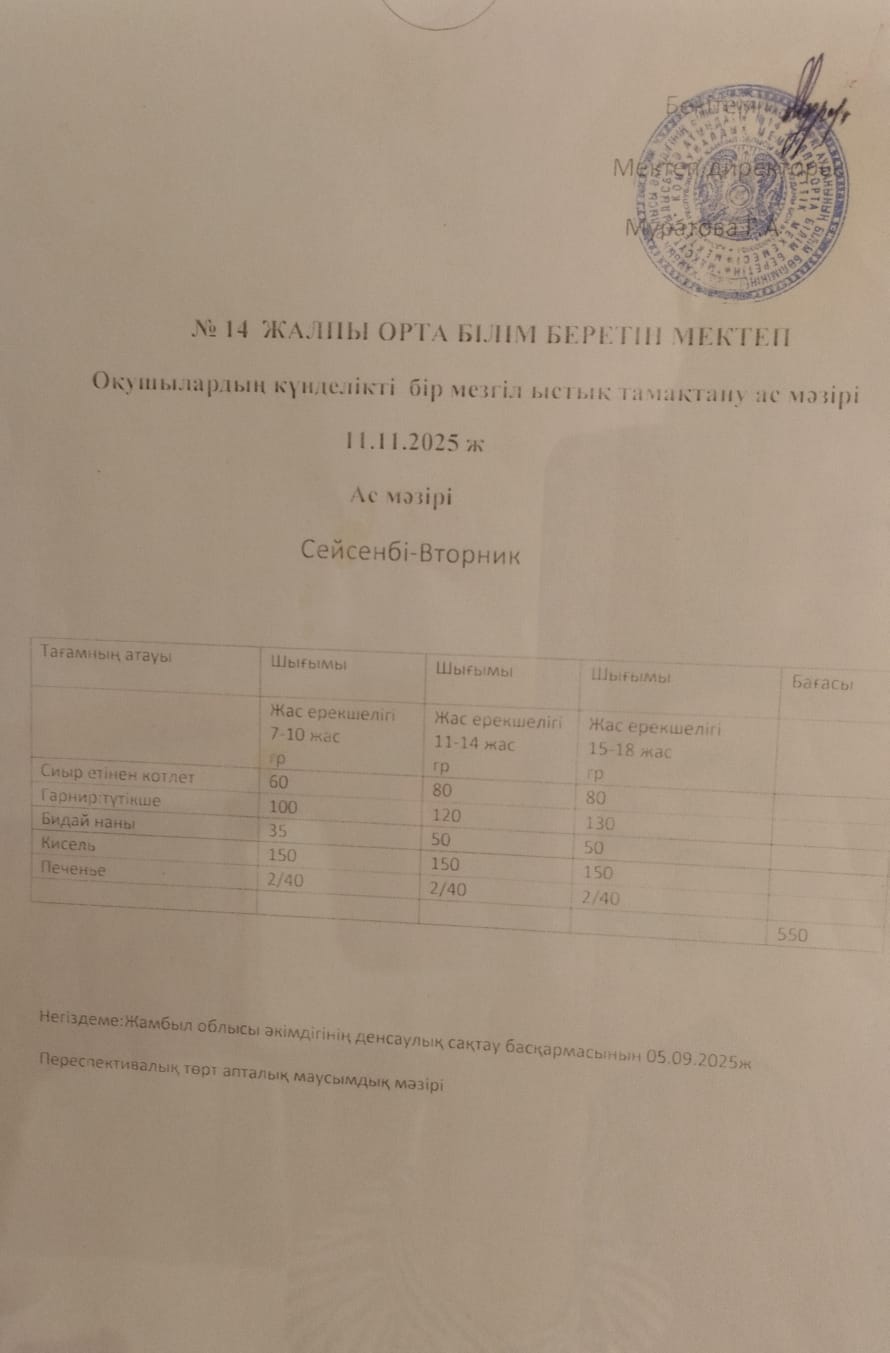 Бекітемін
Мектеп директоры
Муратова Г.А
№ 14 ЖАЛПЫ ОРТА БІЛІМ БЕРЕТІН МЕКТЕП
Оқушылардың күнделікті бір мезгіл ыстық тамақтану ас мәзірі
11.11.2025 ж
Ас мәзірі
Сейсенбі-Вторник
Тағамның атауы Шығымы Шығымы Шығымы Бағасы
Жас ерекшелігі Жас ерекшелігі Жас ерекшелігі
7-10 жас 11-14 жас 15-18 жас
гр гр гр
Сиыр етінен котлет 60 80 80
Гарнир:түтікше 100 120 130
Бидай наны 35 50 50
Кисель 150 150 150
Печенье 2/40 2/40 2/40
550
Негіздеме:Жамбыл облысы әкімдігінің денсаулық сақтау басқармасынын 05.09.2025ж
Переспективалық төрт апталық маусымдық мәзірі